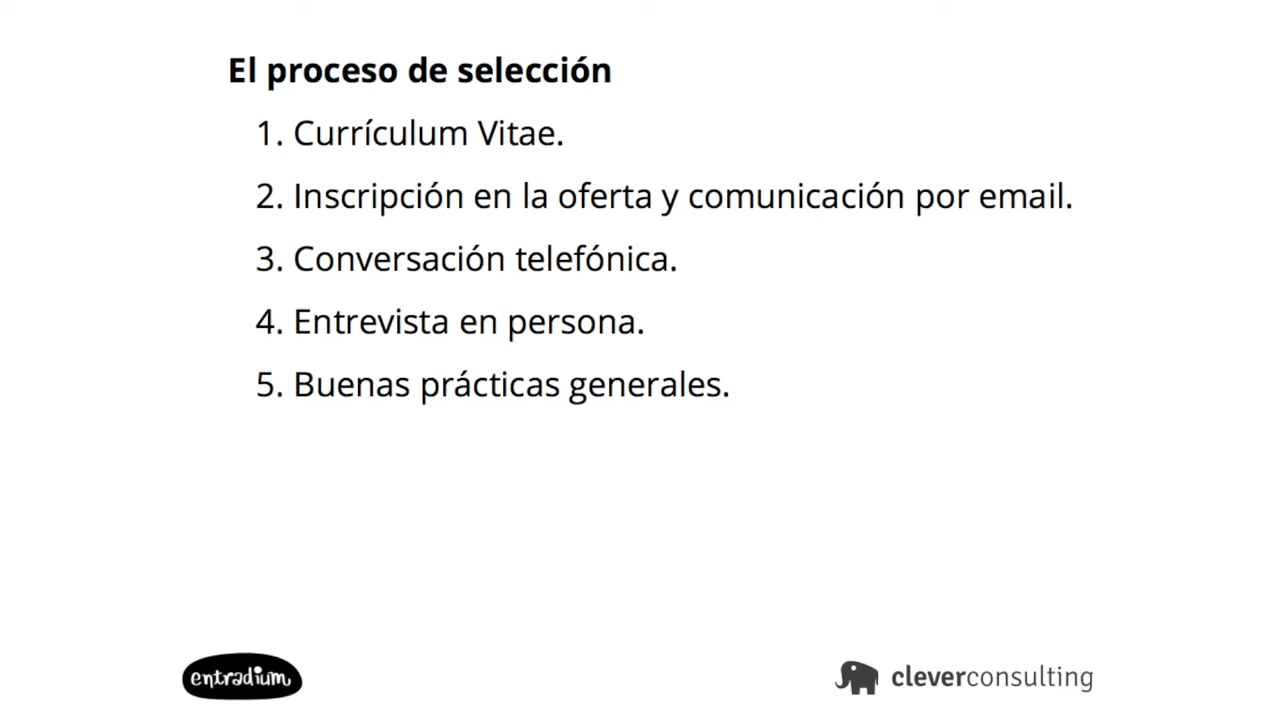 El proceso de selección
1. Currículum Vitae.
2. Inscripción en la oferta y comunicación por email.
3. Conversación telefónica.
4. Entrevista en persona.
5. Buenas prácticas generales.
entradium
cleverconsulting